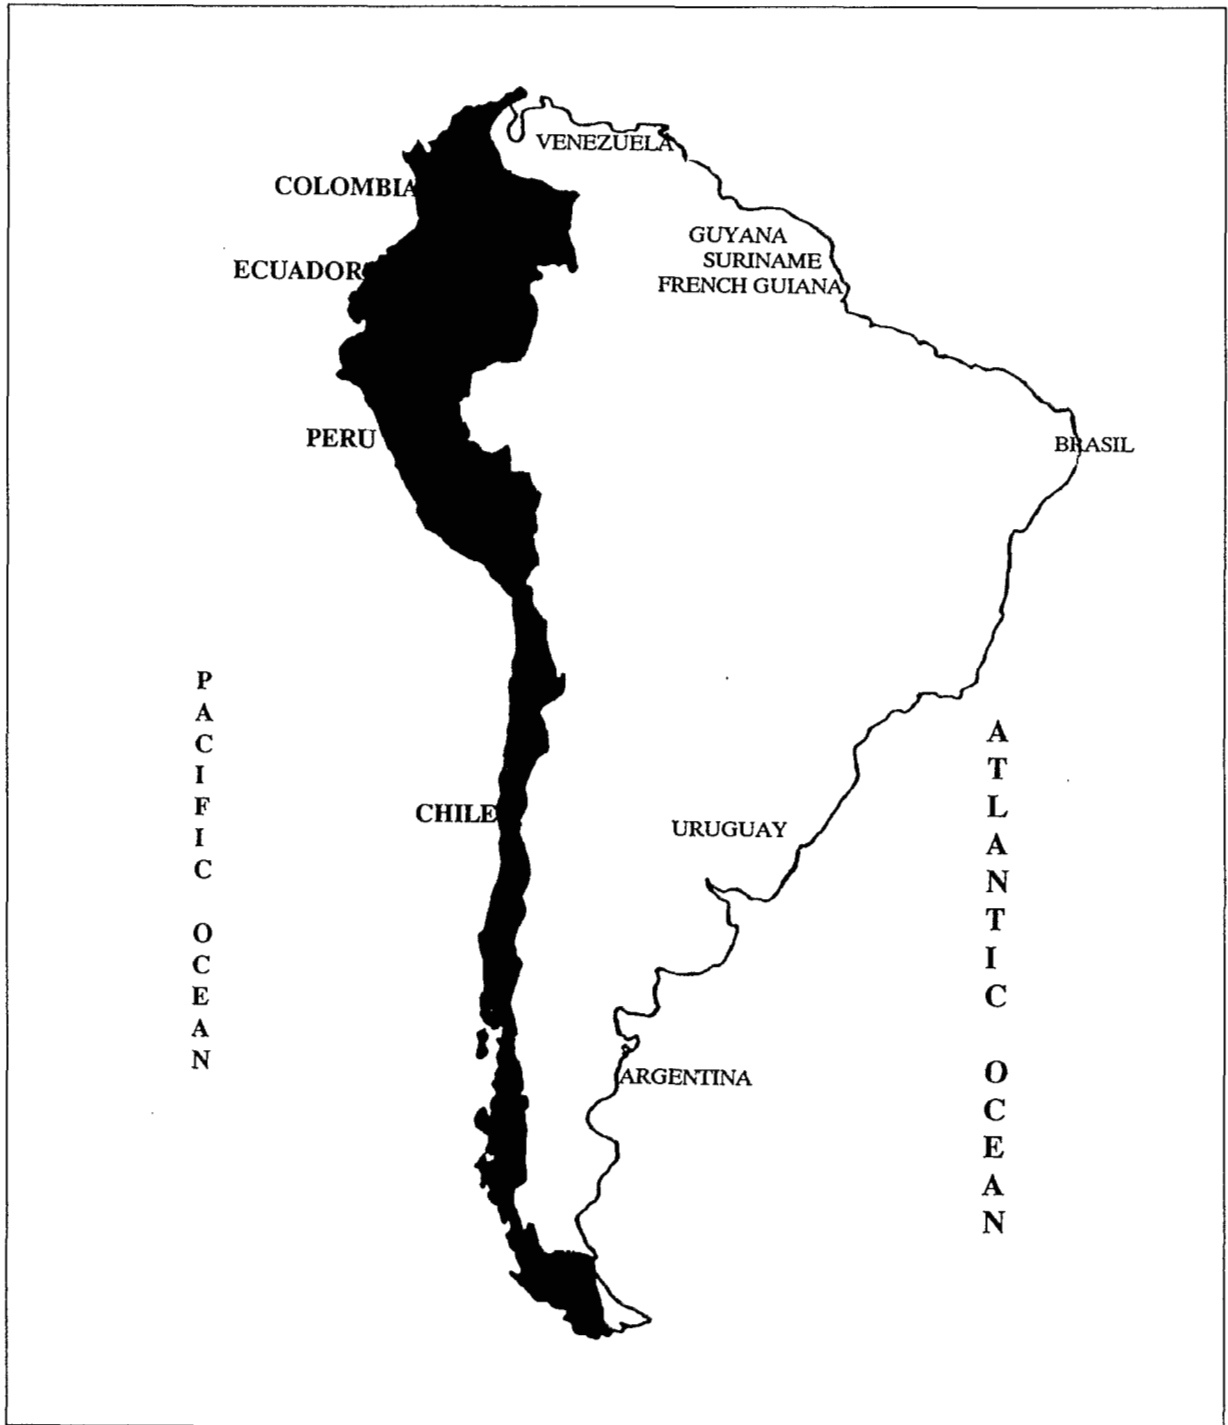 VENEZUELA
COLOMBIA
GUYANA
SURINAME
FRENCH GUIANA
ECUADOR
PERU
BRASIL
PACIFIC OCEAN
ATLANTIC OCEAN
CHILE
URUGUAY
ARGENTINA